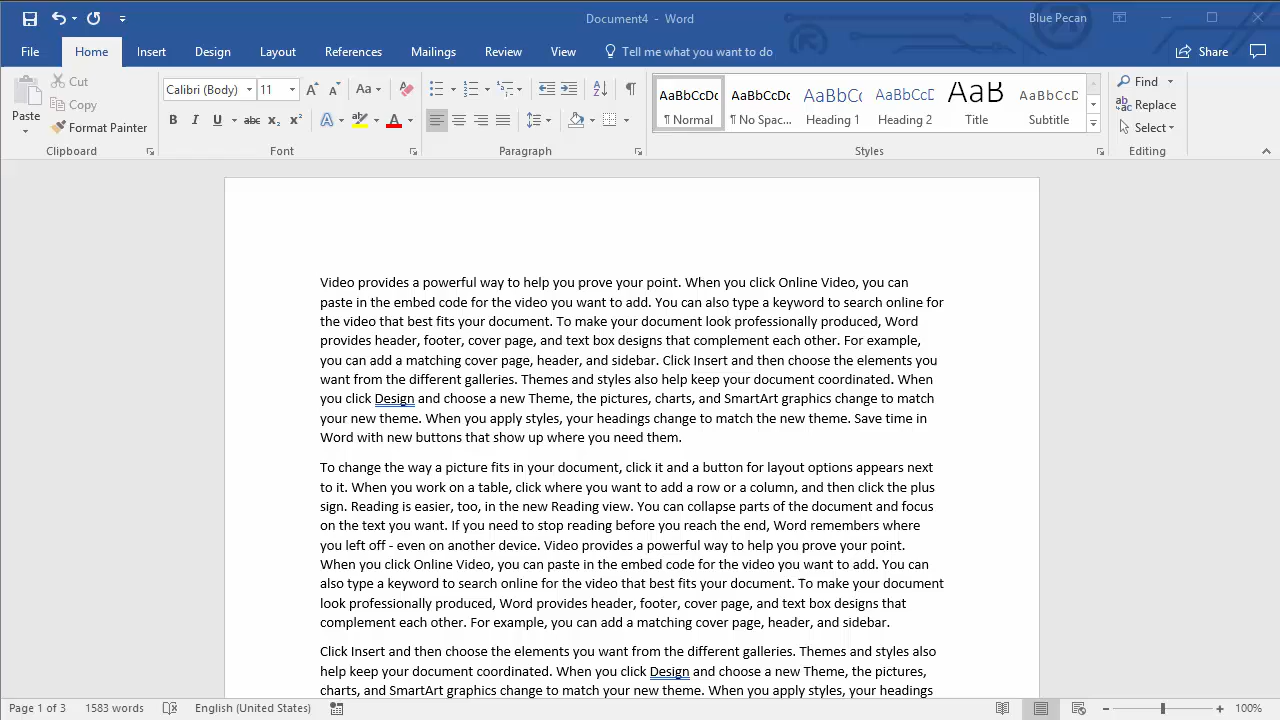 Document4 - Word
Blue Pecan
File Home Insert Design Layout References Mailings Review View Tell me what you want to do Share
Cut
Copy
Paste
Format Painter
Clipboard
Calibri (Body) 11 Aa
B I U abc x₂ x² A A
Font
Paragraph
AaBbCcDc AaBbCcDc AaBbCc AaBbCcD AaB AaBbCcD
¶ Normal ¶ No Spac... Heading 1 Heading 2 Title Subtitle
Styles
Find
Replace
Select
Editing
Video provides a powerful way to help you prove your point. When you click Online Video, you can
paste in the embed code for the video you want to add. You can also type a keyword to search online for
the video that best fits your document. To make your document look professionally produced, Word
provides header, footer, cover page, and text box designs that complement each other. For example,
you can add a matching cover page, header, and sidebar. Click Insert and then choose the elements you
want from the different galleries. Themes and styles also help keep your document coordinated. When
you click Design and choose a new Theme, the pictures, charts, and SmartArt graphics change to match
your new theme. When you apply styles, your headings change to match the new theme. Save time in
Word with new buttons that show up where you need them.
To change the way a picture fits in your document, click it and a button for layout options appears next
to it. When you work on a table, click where you want to add a row or a column, and then click the plus
sign. Reading is easier, too, in the new Reading view. You can collapse parts of the document and focus
on the text you want. If you need to stop reading before you reach the end, Word remembers where
you left off - even on another device. Video provides a powerful way to help you prove your point.
When you click Online Video, you can paste in the embed code for the video you want to add. You can
also type a keyword to search online for the video that best fits your document. To make your document
look professionally produced, Word provides header, footer, cover page, and text box designs that
complement each other. For example, you can add a matching cover page, header, and sidebar.
Click Insert and then choose the elements you want from the different galleries. Themes and styles also
help keep your document coordinated. When you click Design and choose a new Theme, the pictures,
charts, and SmartArt graphics change to match your new theme. When you apply styles, your headings
Page 1 of 3 1583 words English (United States) 100%